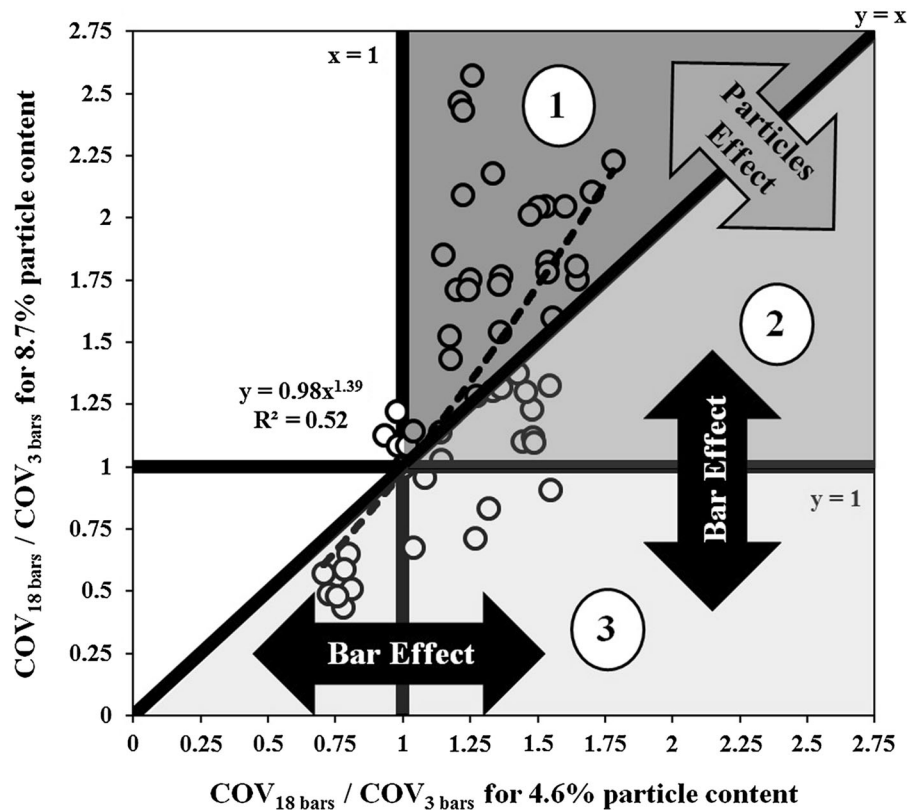 y = x
2.75
x = 1
2.5
1
Particles
Effect
2.25
2
1.75
2
1.5
y = 0.98x^1.39
R² = 0.52
1.25
1
Bar Effect
y = 1
0.75
0.5
3
Bar Effect
0.25
0
0 0.25 0.5 0.75 1 1.25 1.5 1.75 2 2.25 2.5 2.75
COV18 bars / COV3 bars for 8.7% particle content
COV18 bars / COV3 bars for 4.6% particle content